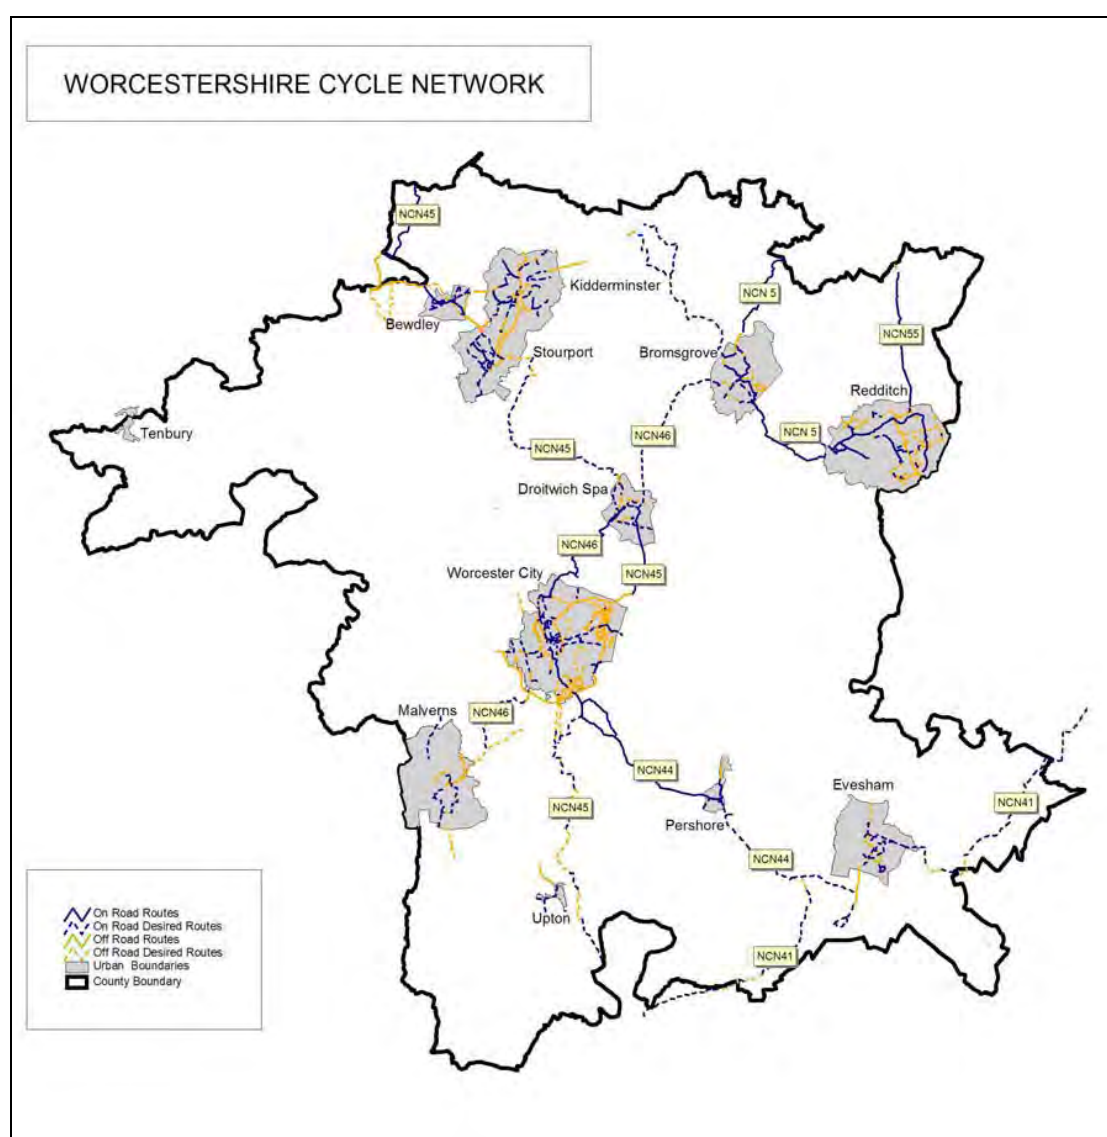 WORCESTERSHIRE CYCLE NETWORK
NCN45
Kidderminster
NCN 5
Bewdley
NCN55
Stourport
Bromsgrove
Redditch
Tenbury
NCN 5
NCN46
NCN45
Droitwich Spa
NCN46
Worcester City
NCN45
Malverns
NCN46
NCN44
Evesham
NCN45
NCN41
Pershore
NCN44
Upton
NCN41
On Road Routes
On Road Desired Routes
Off Road Routes
Off Road Desired Routes
Urban Boundaries
County Boundary